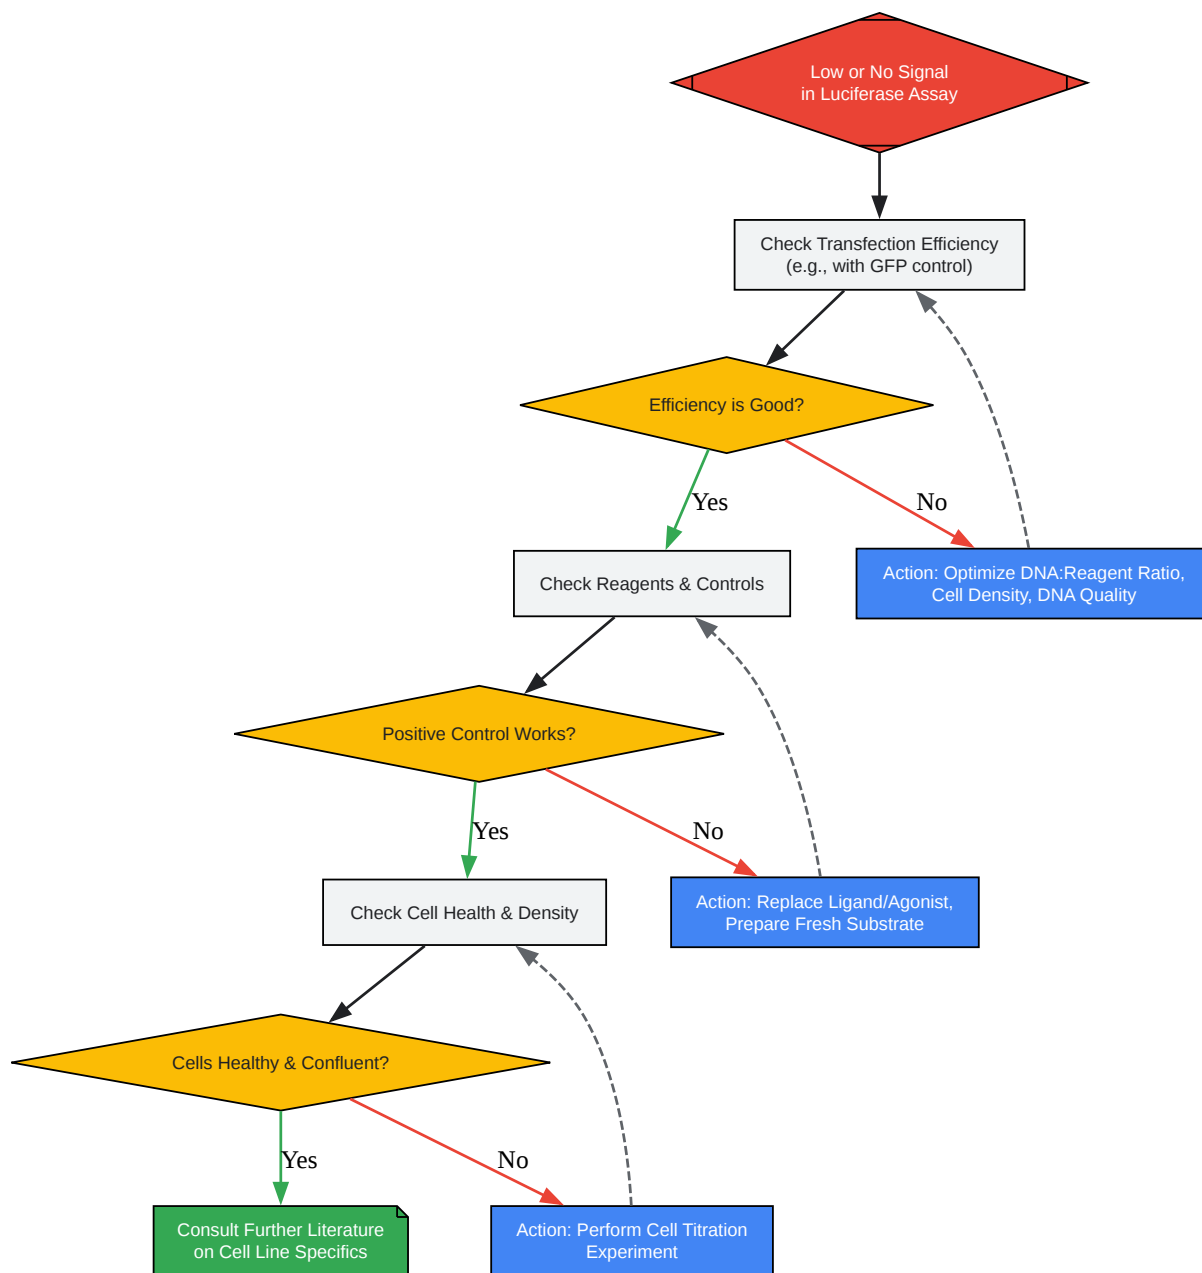 Low or No Signal
in Luciferase Assay
Check Transfection Efficiency
(e.g., with GFP control)
Efficiency is Good?
Yes
No
Check Reagents & Controls
Action: Optimize DNA:Reagent Ratio,
Cell Density, DNA Quality
Positive Control Works?
Yes
No
Check Cell Health & Density
Action: Replace Ligand/Agonist,
Prepare Fresh Substrate
Cells Healthy & Confluent?
Yes
No
Consult Further Literature
on Cell Line Specifics
Action: Perform Cell Titration
Experiment